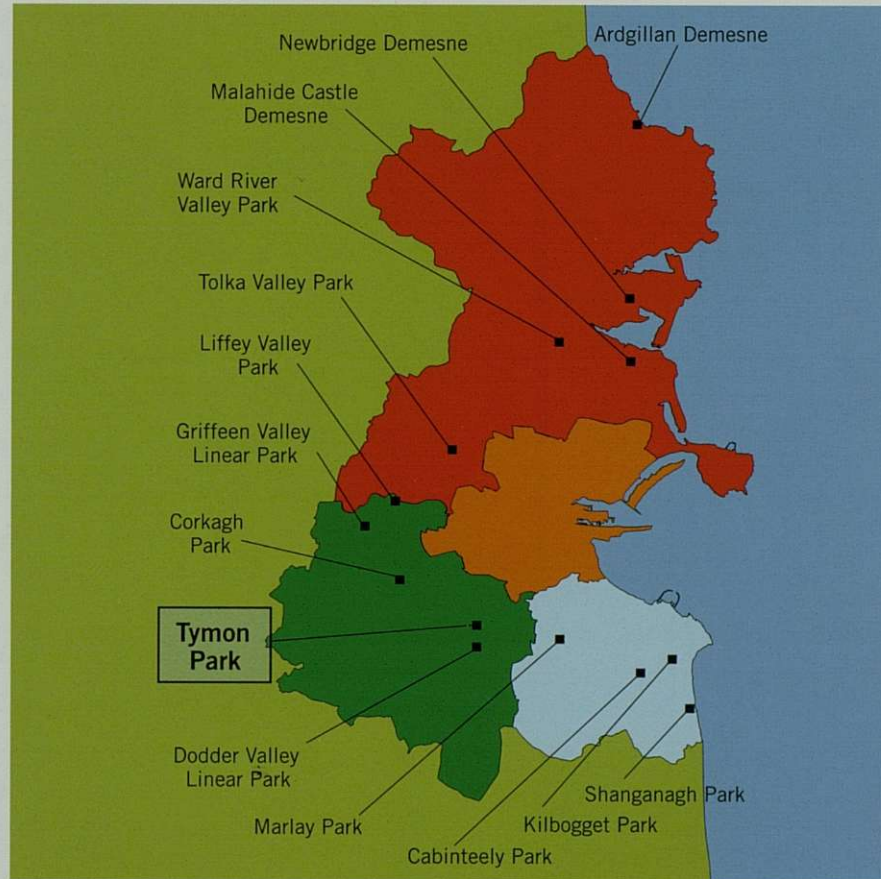 Newbridge Demesne
Ardgillan Demesne
Malahide Castle
Demesne
Ward River
Valley Park
Tolka Valley Park
Liffey Valley
Park
Griffeen Valley
Linear Park
Corkagh
Park
Tymon
Park
Dodder Valley
Linear Park
Marlay Park
Cabinteely Park
Kilbogget Park
Shanganagh Park